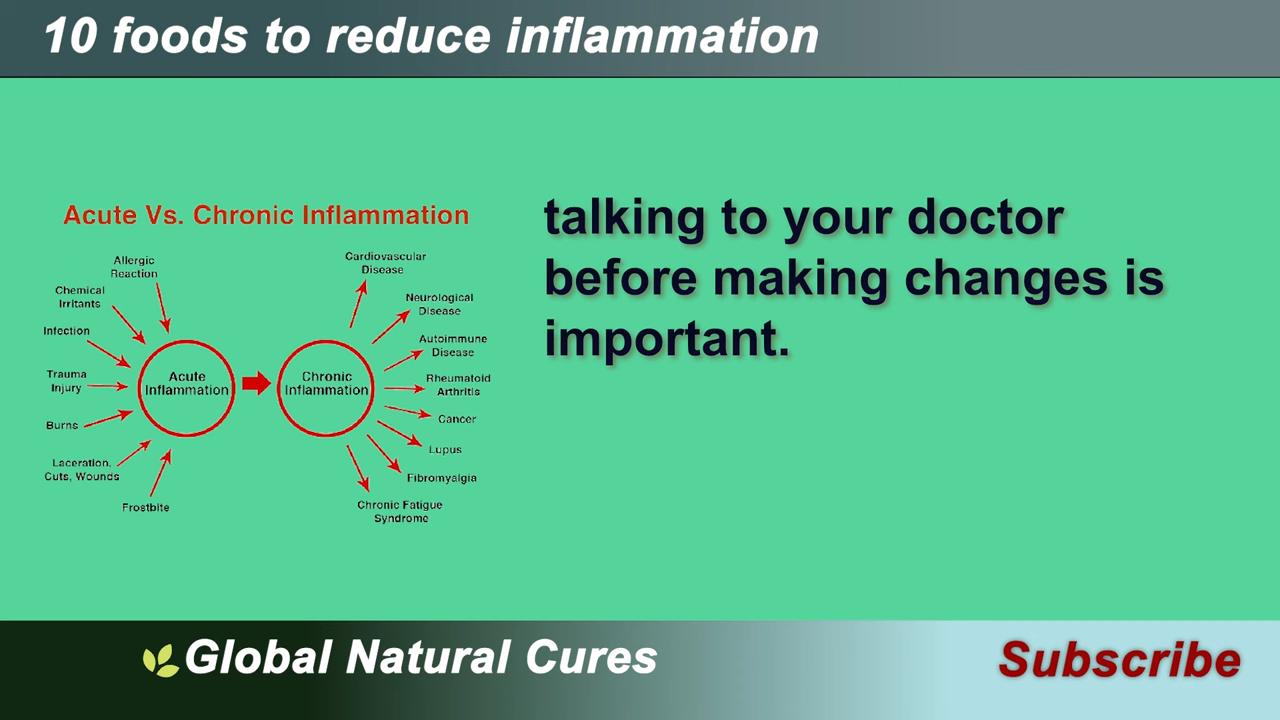 10 foods to reduce inflammation
Acute Vs. Chronic Inflammation
Allergic
Reaction
Chemical
Irritants
Infection
Trauma
Injury
Burns
Laceration,
Cuts, Wounds
Frostbite
Acute
Inflammation
Chronic
Inflammation
Cardiovascular
Disease
Neurological
Disease
Autoimmune
Disease
Rheumatoid
Arthritis
Cancer
Lupus
Fibromyalgia
Chronic Fatigue
Syndrome
talking to your doctor
before making changes is
important.
Global Natural Cures
Subscribe